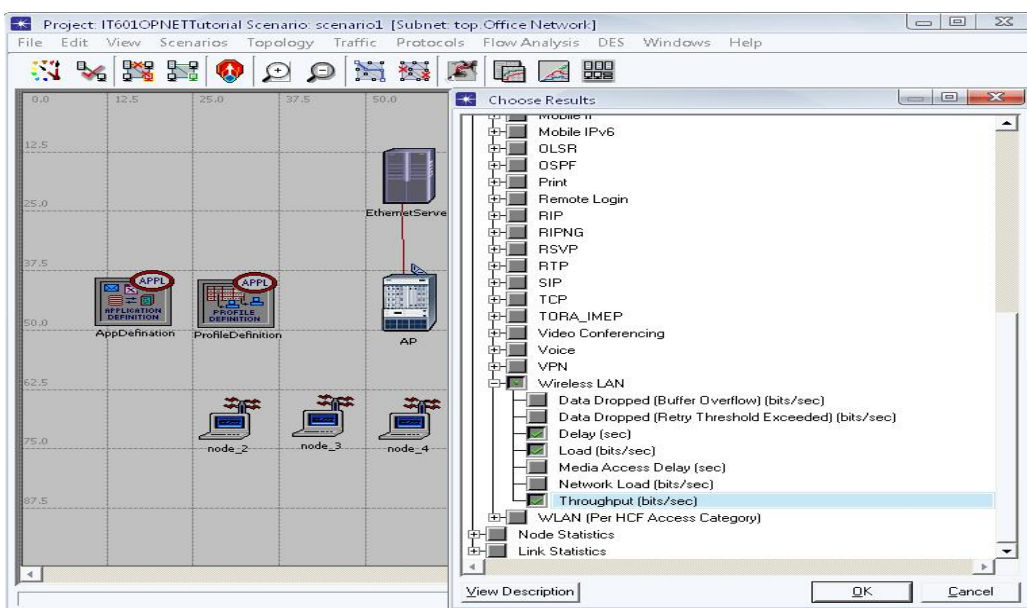 Project: IT601OPNETTutorial Scenario: scenario1 [Subnet: top.Office Network]
File Edit View Scenarios Topology Traffic Protocols Flow Analysis DES Windows Help
0.0 12.5 25.0 37.5 50.0
12.5
25.0
37.5
50.0
62.5
75.0
87.5
EthernetServe
APPL
APPLICATION
DEFINITION
AppDefination
APPL
PROFILE
DEFINITION
ProfileDefinition
AP
node_2
node_3
node_4
Choose Results
Mobile IPv6
OLSR
OSPF
Print
Remote Login
RIP
RIPNG
RSVP
RTP
SIP
TCP
TORA_IMEP
Video Conferencing
Voice
VPN
Wireless LAN
Data Dropped (Buffer Overflow) (bits/sec)
Data Dropped (Retry Threshold Exceeded) (bits/sec)
Delay (sec)
Load (bits/sec)
Media Access Delay (sec)
Network Load (bits/sec)
Throughput (bits/sec)
WLAN (Per HCF Access Category)
Node Statistics
Link Statistics
View Description
OK
Cancel